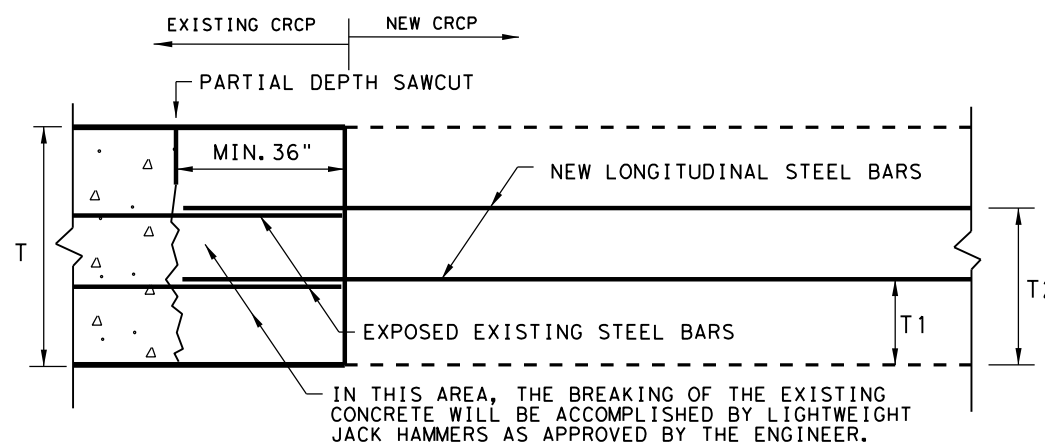 EXISTING CRCP
NEW CRCP
PARTIAL DEPTH SAWCUT
MIN. 36"
NEW LONGITUDINAL STEEL BARS
T
T2
T1
EXPOSED EXISTING STEEL BARS
IN THIS AREA, THE BREAKING OF THE EXISTING
CONCRETE WILL BE ACCOMPLISHED BY LIGHTWEIGHT
JACK HAMMERS AS APPROVED BY THE ENGINEER.